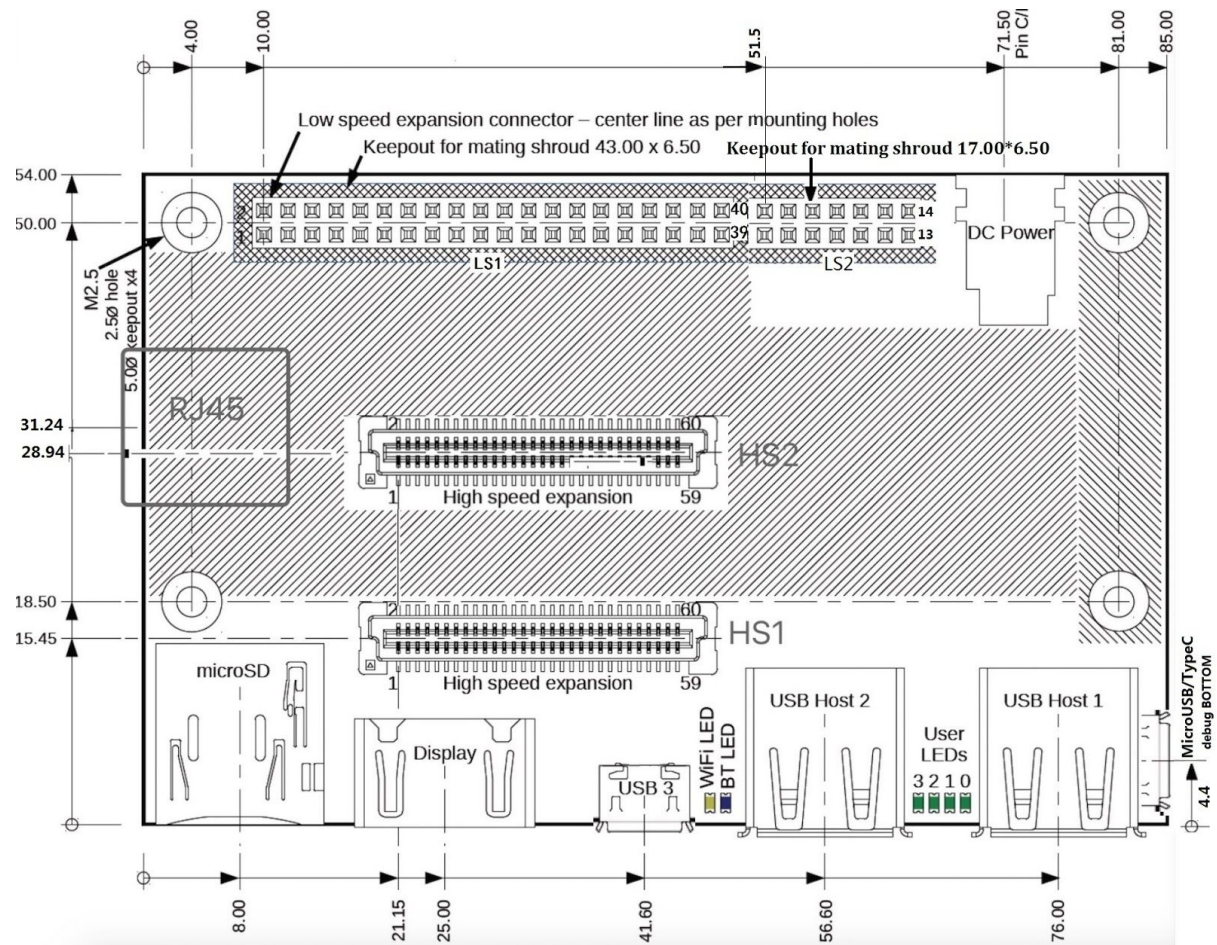 4.00
10.00
51.5
71.50
Pin C/I
81.00
85.00
Low speed expansion connector – center line as per mounting holes
Keepout for mating shroud 43.00 x 6.50
Keepout for mating shroud 17.00*6.50
54.00
50.00
2
40
14
1
39
13
DC Power
LS1
LS2
M2.5
2.5Ø hole
5.0Ø keepout x4
RJ45
31.24
28.94
2
60
HS2
1
High speed expansion
59
18.50
15.45
2
60
HS1
1
High speed expansion
59
microSD
Display
USB 3
WiFi LED
BT LED
USB Host 2
User
LEDs
3 2 1 0
USB Host 1
MicroUSB/TypeC
debug BOTTOM
4.4
8.00
21.15
25.00
41.60
56.60
76.00